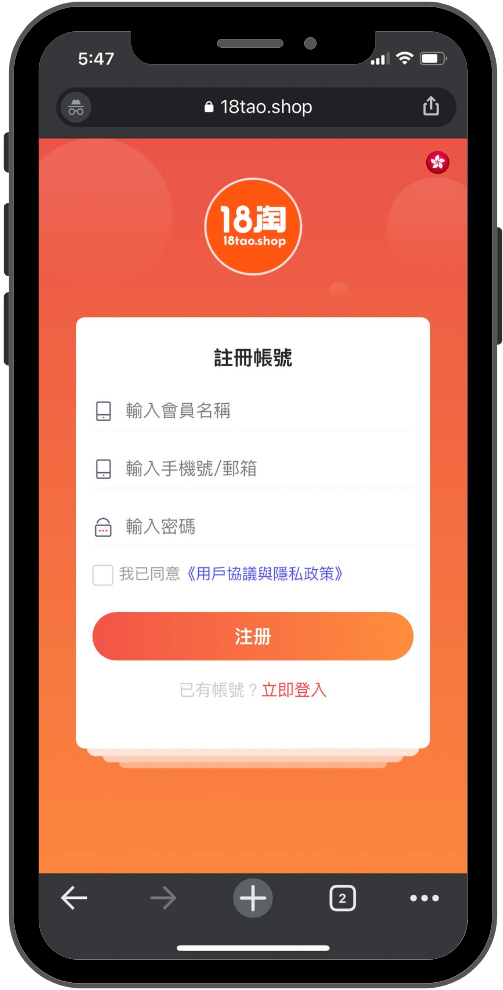 5:47
18tao.shop
18淘
18tao.shop
註冊帳號
輸入會員名稱
輸入手機號/郵箱
輸入密碼
我已同意《用戶協議與隱私政策》
注册
已有帳號？立即登入
2